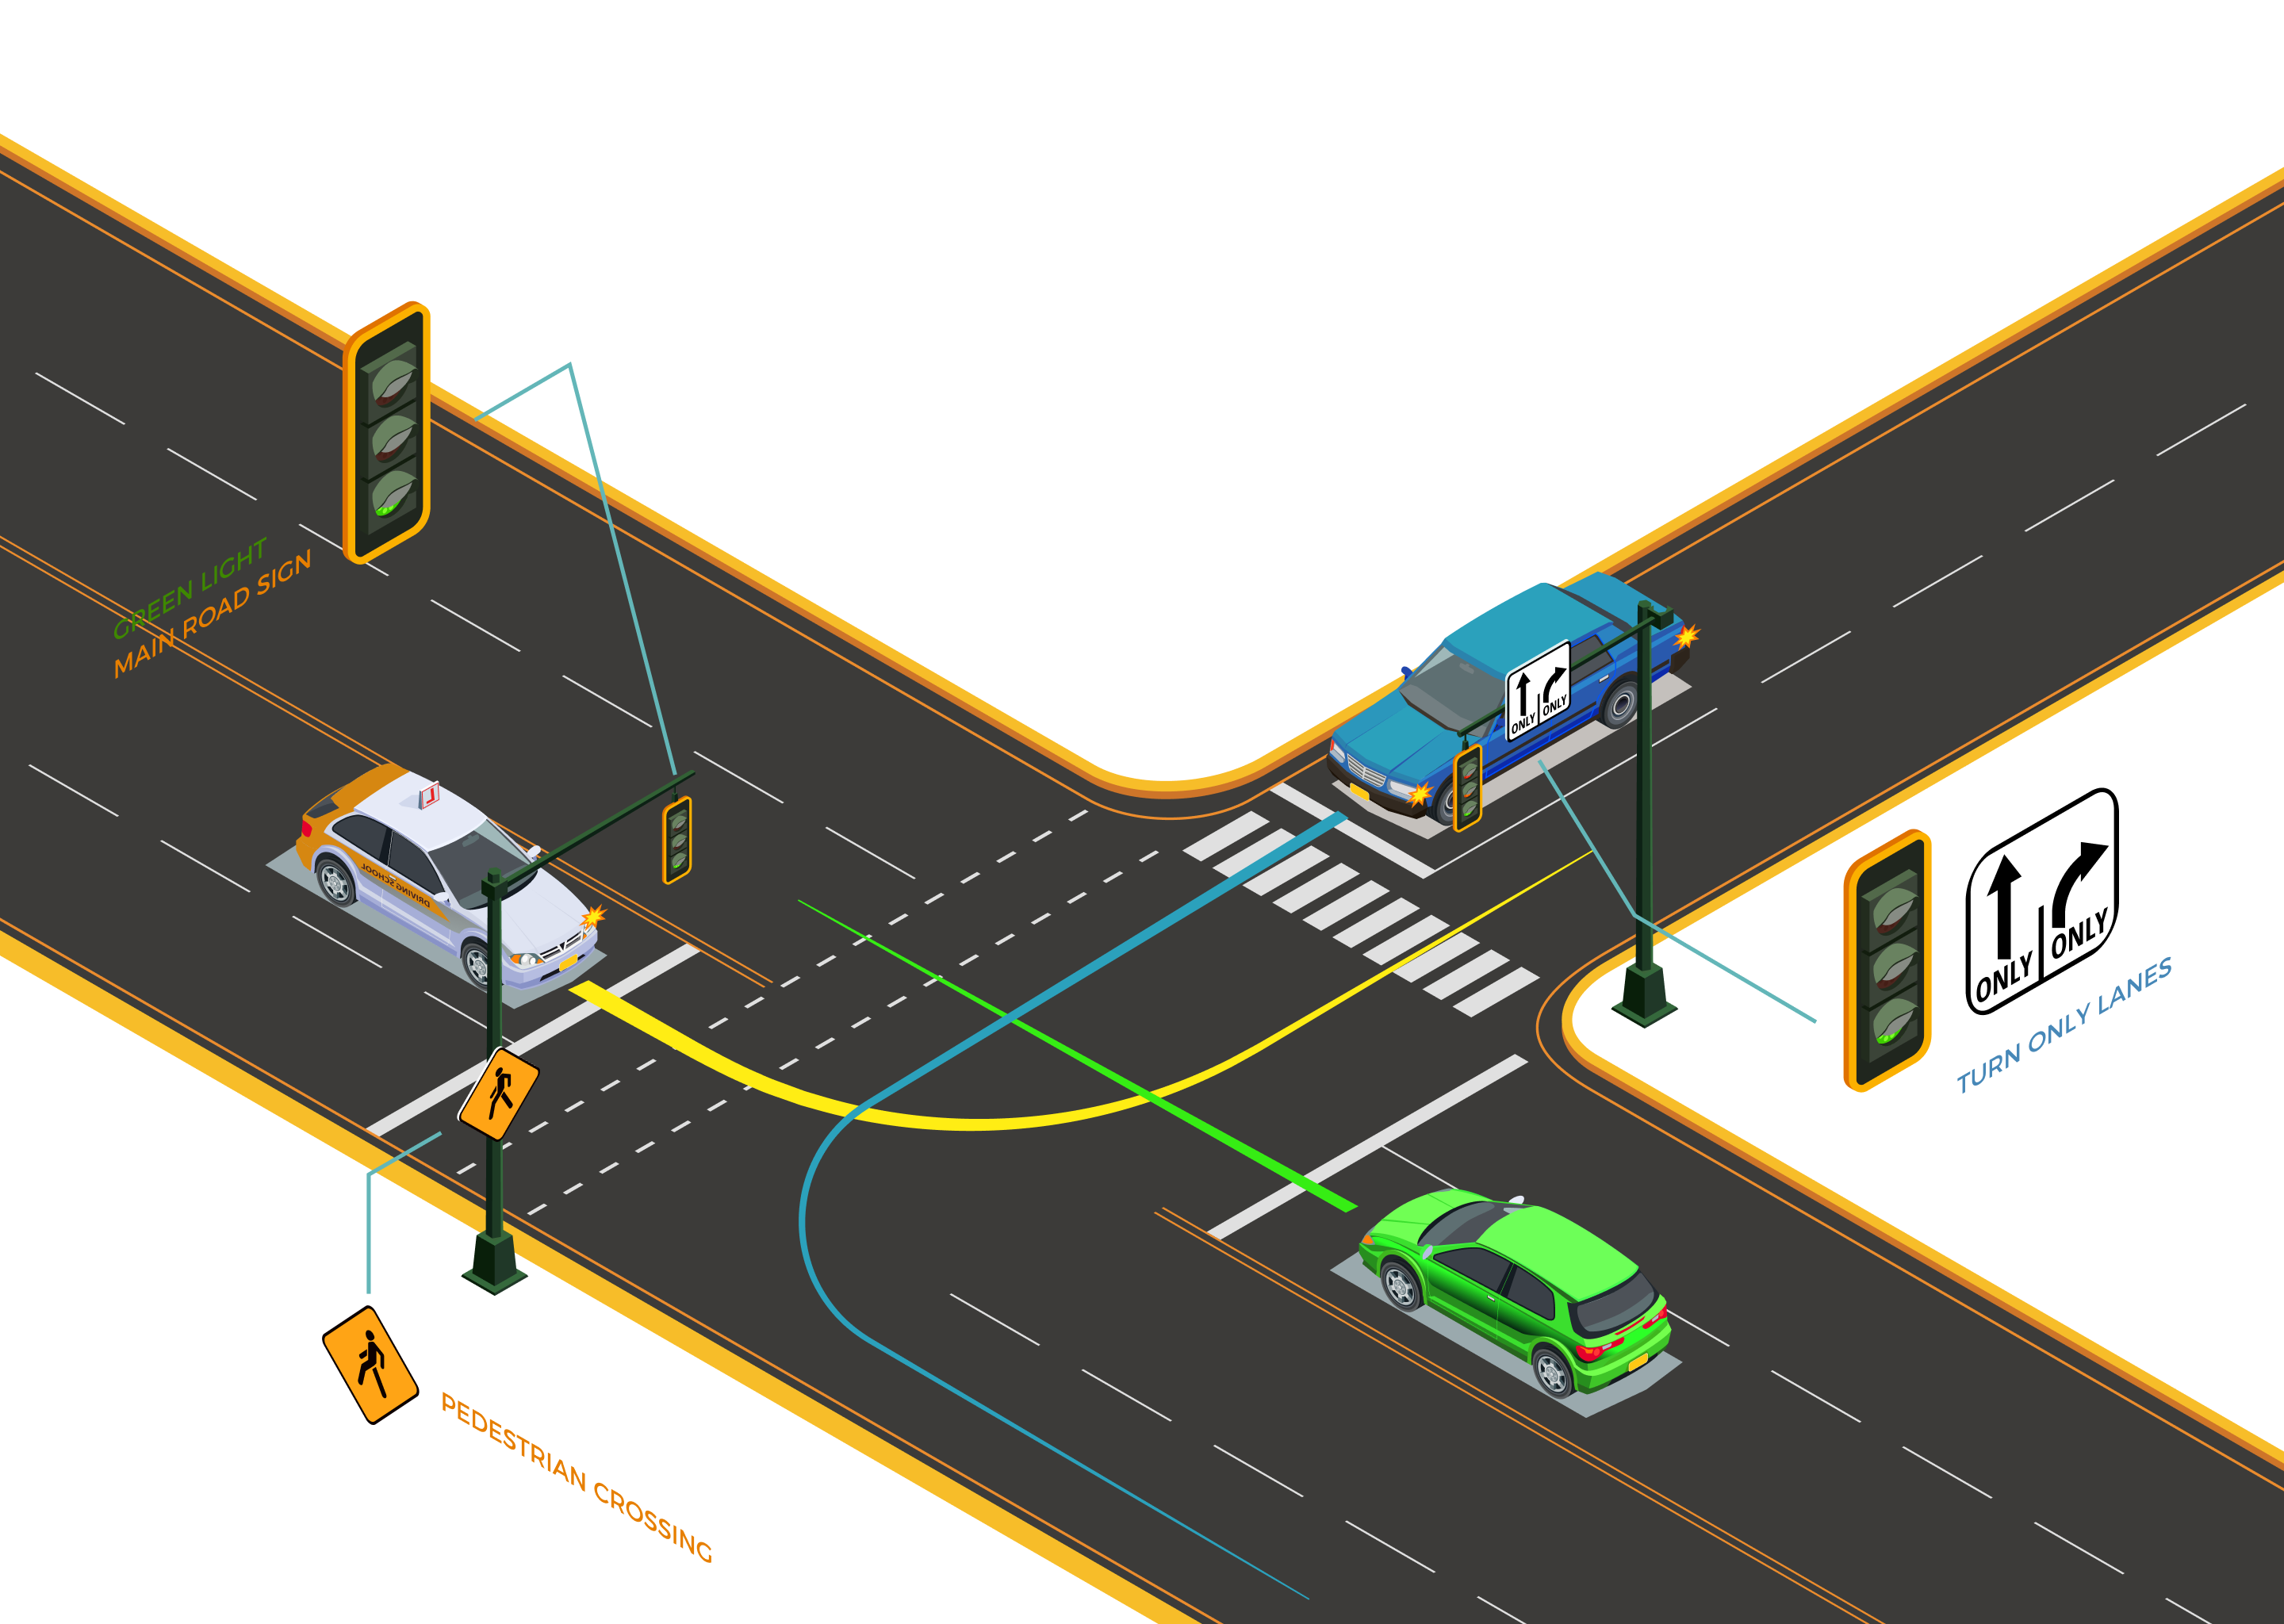 GREEN LIGHT
MAIN ROAD SIGN
L
DRIVING SCHOOL
ONLY ONLY
ONLY ONLY
TURN ONLY LANES
PEDESTRIAN CROSSING